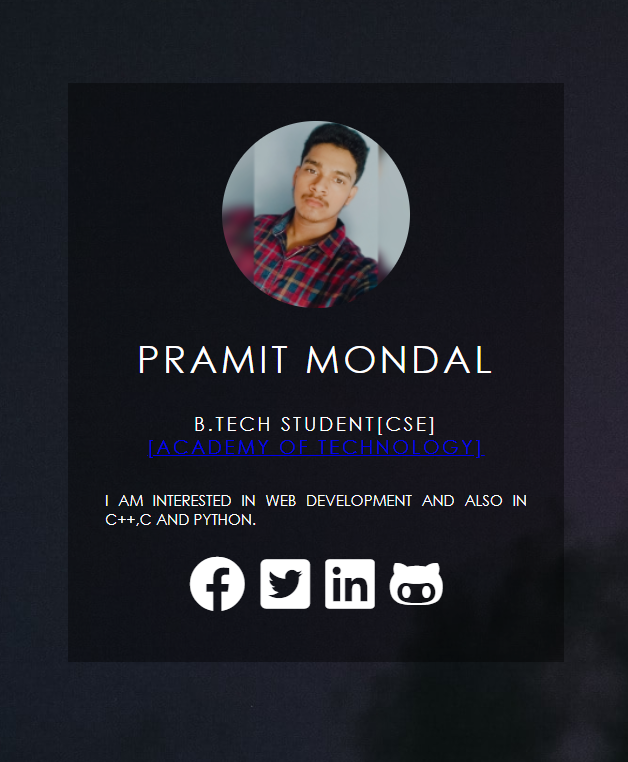 PRAMIT MONDAL
B.TECH STUDENT[CSE]
[ACADEMY OF TECHNOLOGY]
I AM INTERESTED IN WEB DEVELOPMENT AND ALSO IN
C++,C AND PYTHON.